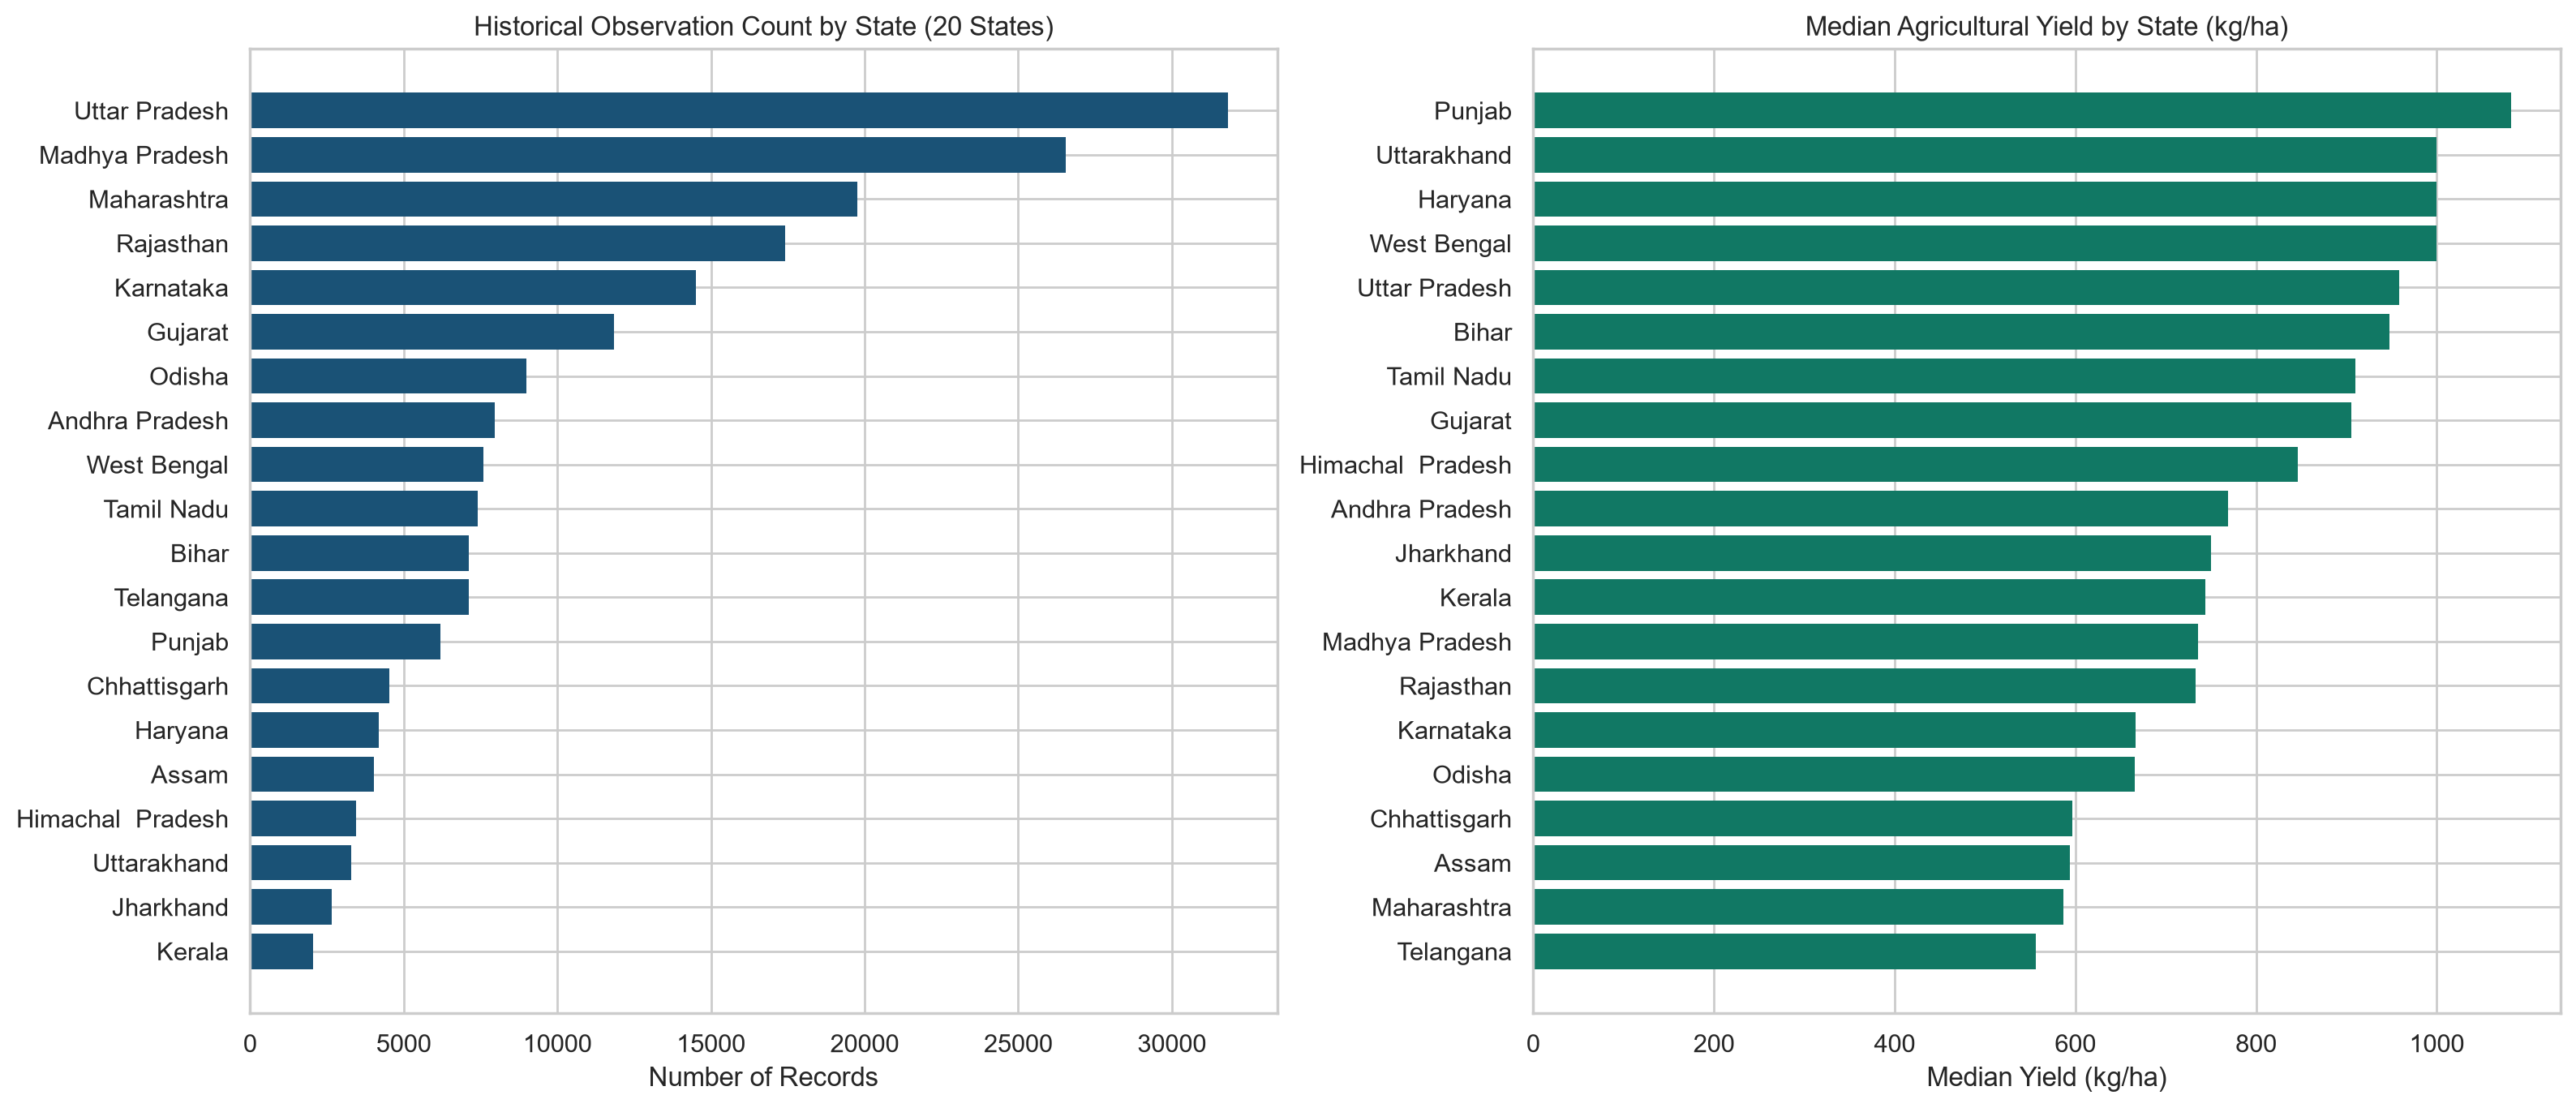 Historical Observation Count by State (20 States)
Uttar Pradesh
Madhya Pradesh
Maharashtra
Rajasthan
Karnataka
Gujarat
Odisha
Andhra Pradesh
West Bengal
Tamil Nadu
Bihar
Telangana
Punjab
Chhattisgarh
Haryana
Assam
Himachal  Pradesh
Uttarakhand
Jharkhand
Kerala
0 5000 10000 15000 20000 25000 30000
Number of Records
Median Agricultural Yield by State (kg/ha)
Punjab
Uttarakhand
Haryana
West Bengal
Uttar Pradesh
Bihar
Tamil Nadu
Gujarat
Himachal  Pradesh
Andhra Pradesh
Jharkhand
Kerala
Madhya Pradesh
Rajasthan
Karnataka
Odisha
Chhattisgarh
Assam
Maharashtra
Telangana
0 200 400 600 800 1000
Median Yield (kg/ha)